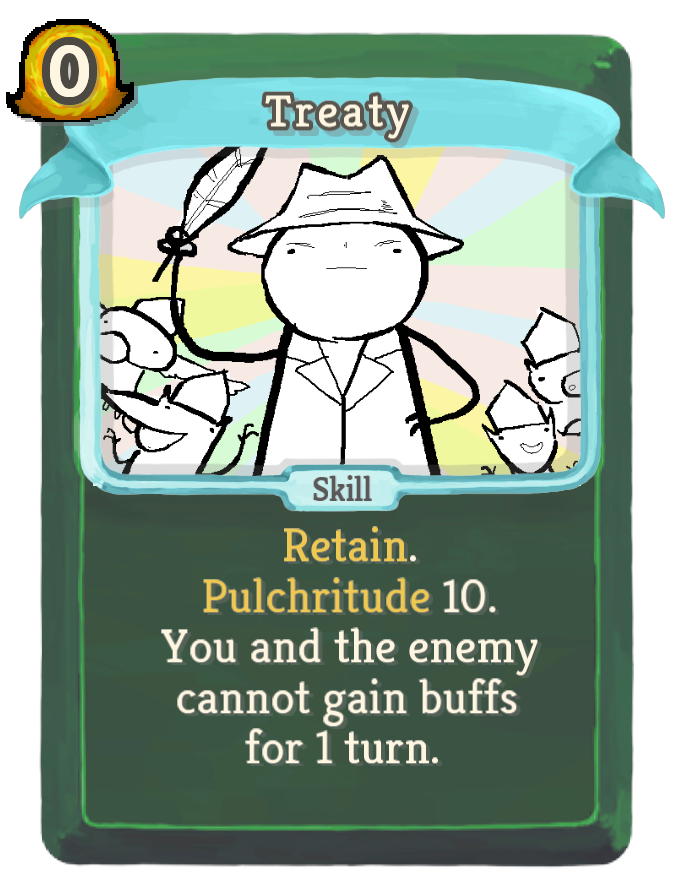 0
Treaty
Skill
Retain.
Pulchritude 10.
You and the enemy
cannot gain buffs
for 1 turn.